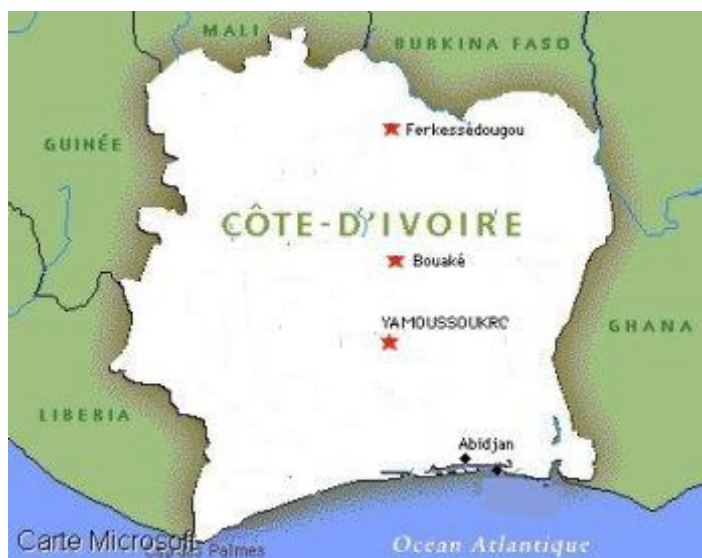 MALI
BURKINA FASO
Ferkessédougou
GUINÉE
CÔTE-D'IVOIRE
Bouaké
YAMOUSSOUKRO
GHANA
LIBERIA
Abidjan
Carte Microsoft-
Palmes
Ocean Atlantique